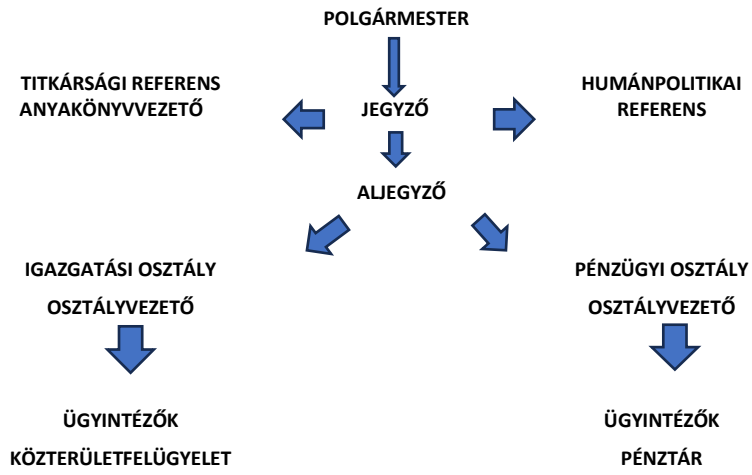 POLGÁRMESTER
TITKÁRSÁGI REFERENS
ANYAKÖNYVVEZETŐ
JEGYZŐ
HUMÁNPOLITIKAI
REFERENS
ALJEGYZŐ
IGAZGATÁSI OSZTÁLY
OSZTÁLYVEZETŐ
PÉNZÜGYI OSZTÁLY
OSZTÁLYVEZETŐ
ÜGYINTÉZŐK
KÖZTERÜLETFELÜGYELET
ÜGYINTÉZŐK
PÉNZTÁR